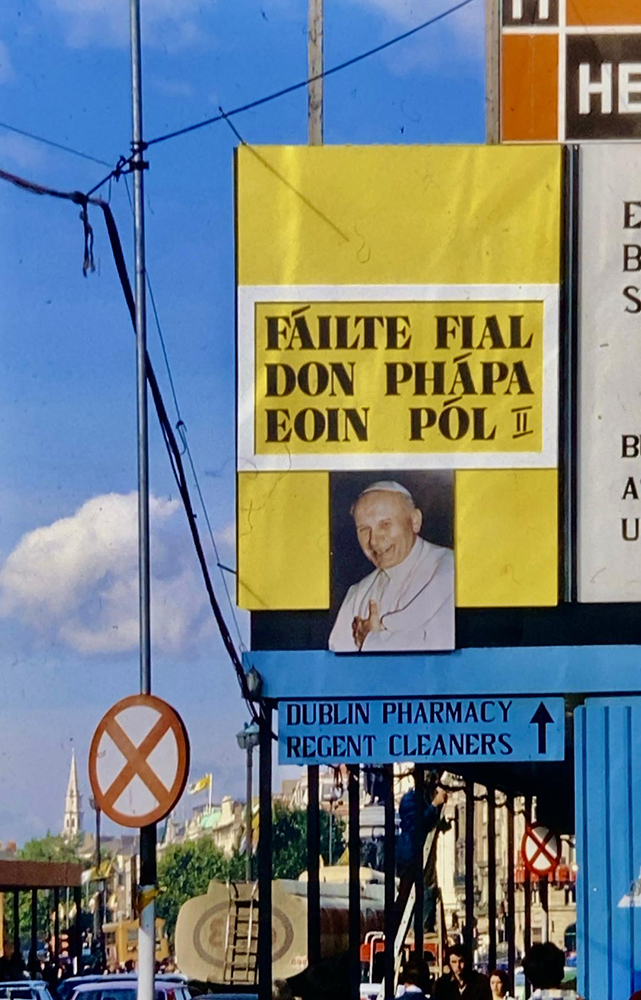 HE
FÁILTE FIAL
DON PHÁPA
EOIN PÓL II
E
B
S
B
A
U
DUBLIN PHARMACY
REGENT CLEANERS